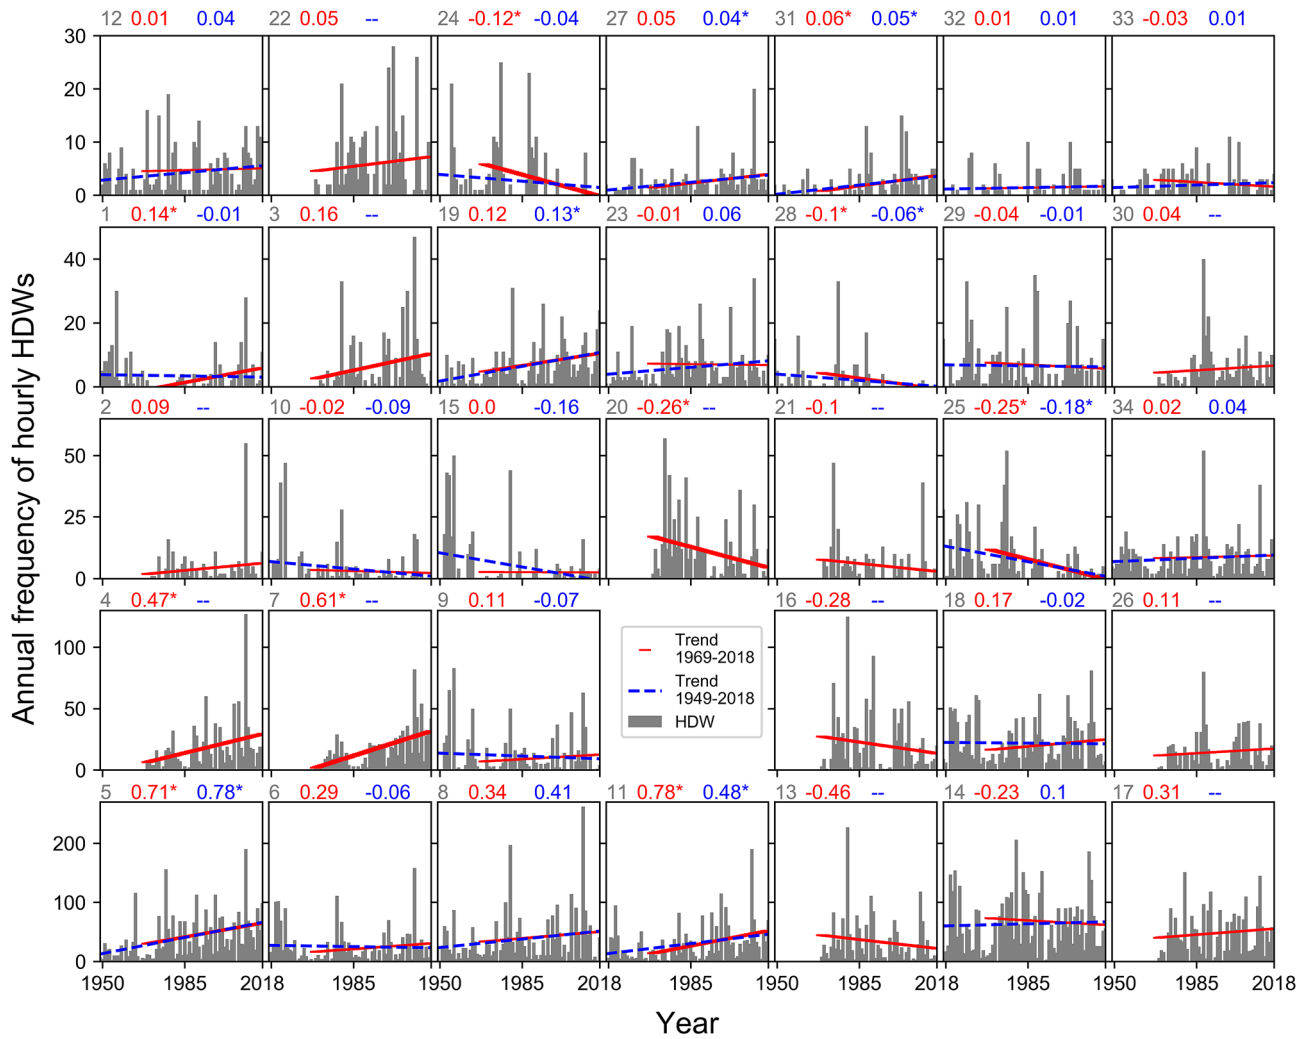 12 0.01 0.04 22 0.05 -- 24 -0.12* -0.04 27 0.05 0.04* 31 0.06* 0.05* 32 0.01 0.01 33 -0.03 0.01
30
20
10
0
1 0.14* -0.01 3 0.16 -- 19 0.12 0.13* 23 -0.01 0.06 28 -0.1* -0.06* 29 -0.04 -0.01 30 0.04 --
40
20
0
2 0.09 -- 10 -0.02 -0.09 15 0.0 -0.16 20 -0.26* -- 21 -0.1 -- 25 -0.25* -0.18* 34 0.02 0.04
50
25
0
4 0.47* -- 7 0.61* -- 9 0.11 -0.07 16 -0.28 -- 18 0.17 -0.02 26 0.11 --
100
50
0
Trend
1969-2018
Trend
1949-2018
HDW
5 0.71* 0.78* 6 0.29 -0.06 8 0.34 0.41 11 0.78* 0.48* 13 -0.46 -- 14 -0.23 0.1 17 0.31 --
200
100
0
1950 1985 2018 1985 1950 1985 2018 1985 1950 1985 2018 1985 1950 1985 2018
Annual frequency of hourly HDWs
Year